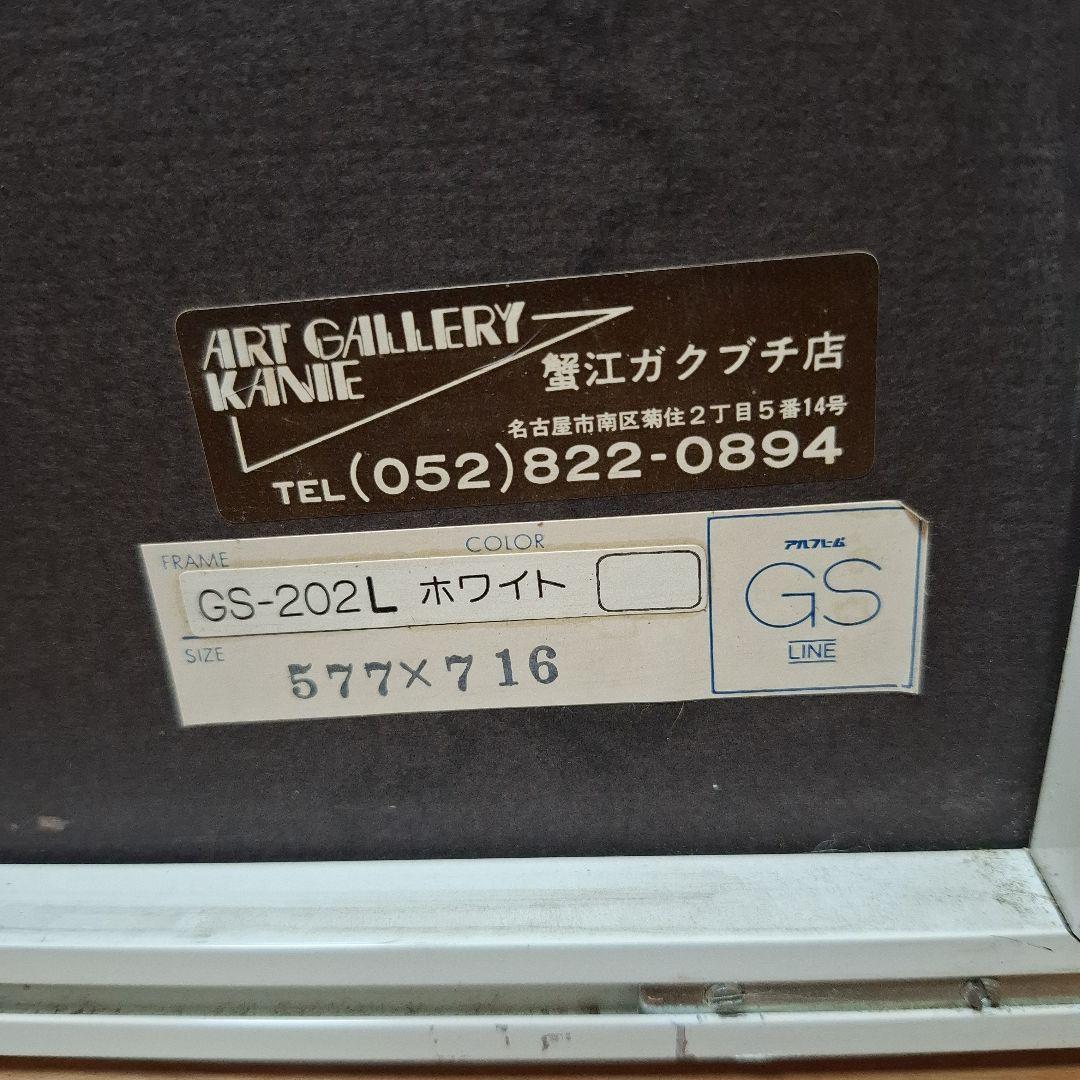 ART GALLERY
KANIE
蟹江ガクブチ店
名古屋市南区菊住2丁目5番14号
TEL (052)822-0894
FRAME
COLOR
GS-202L ホワイト
SIZE
577×716
アルフレーム
GS
LINE